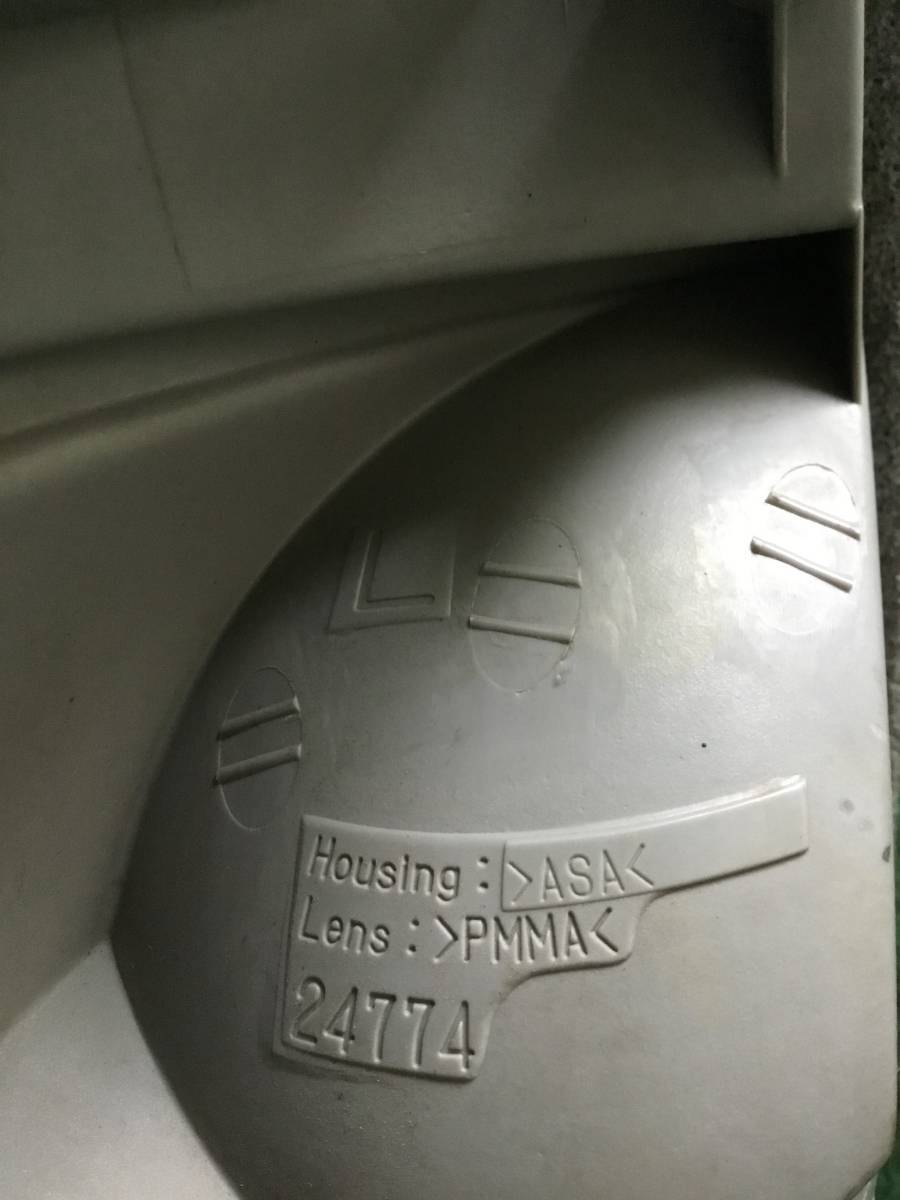 L
Housing : >ASA<
Lens : >PMMA<
24774